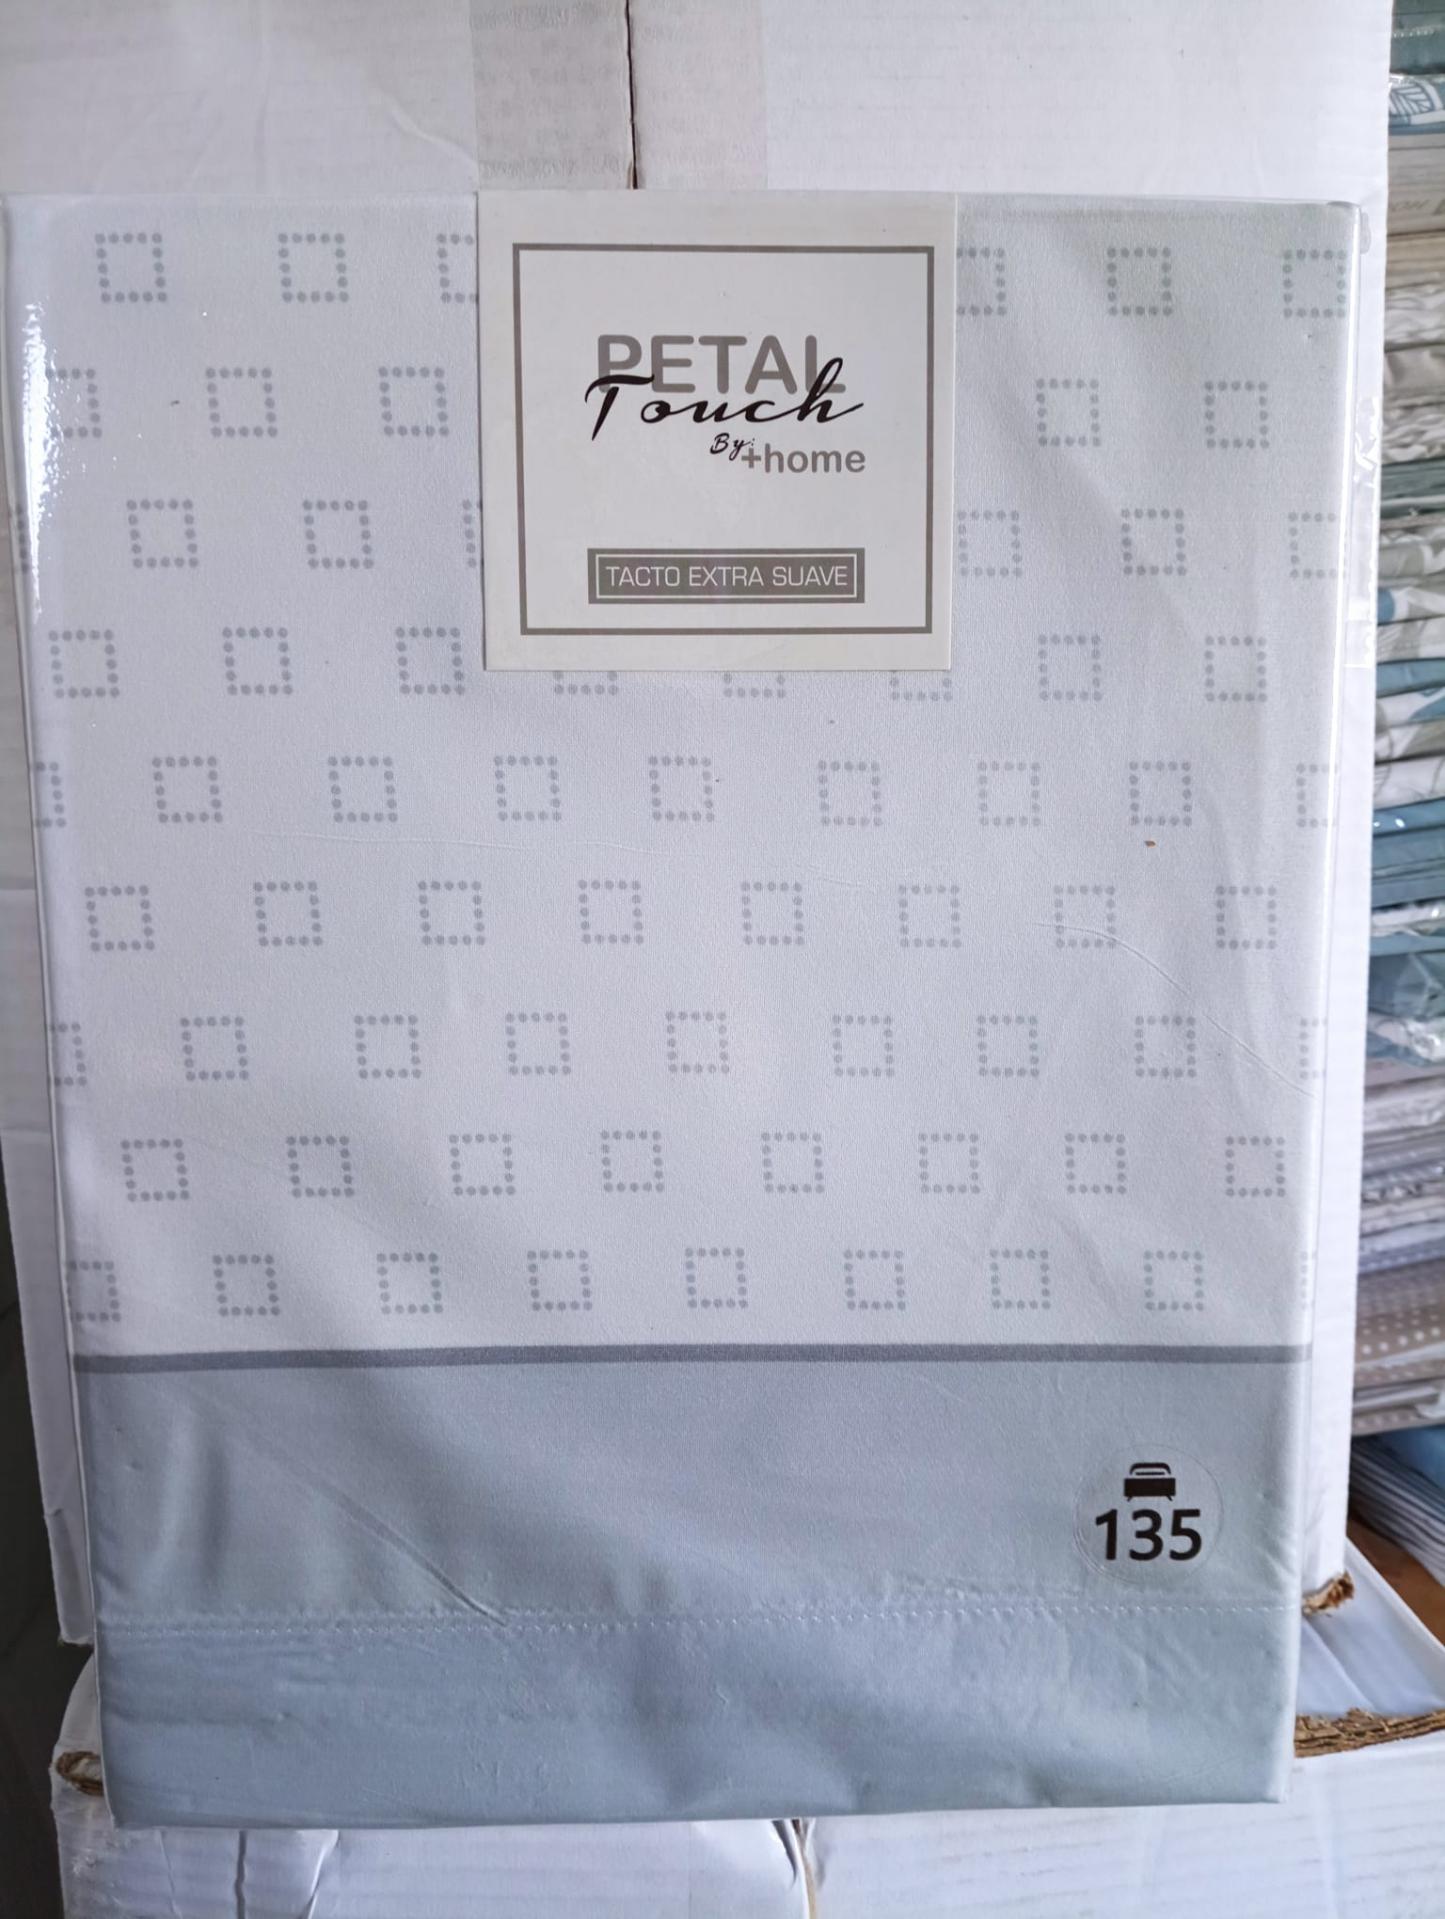 PETAL
Touch
By:
+home
TACTO EXTRA SUAVE
135